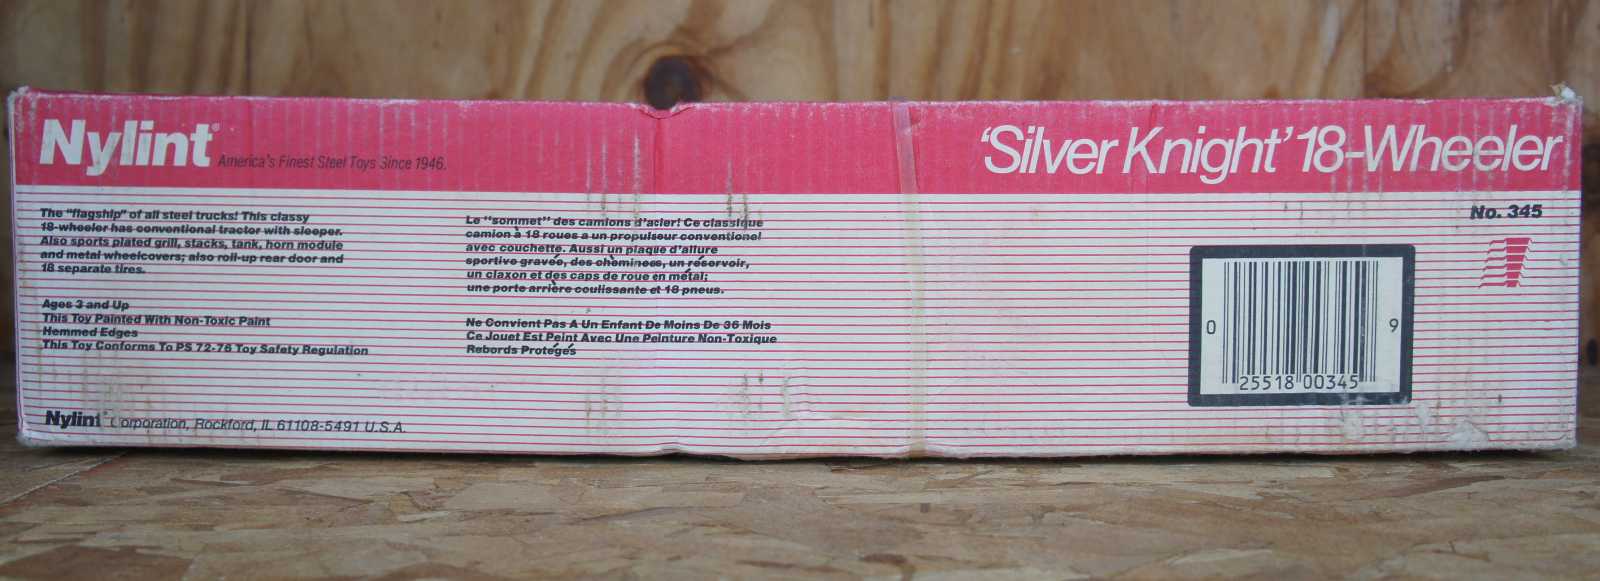 Nylint® America's Finest Steel Toys Since 1946.
'Silver Knight' 18-Wheeler
No. 345
The "flagship" of all steel trucks! This classy
18-wheeler has conventional tractor with sleeper.
Also sports plated grill, stacks, tank, horn module
and metal wheelcovers; also roll-up rear door and
18 separate tires.
Ages 3 and Up
This Toy Painted With Non-Toxic Paint
Hemmed Edges
This Toy Conforms To PS 72-76 Toy Safety Regulation
Le "sommet" des camions d'acier! Ce classique
camion à 18 roues a un propulseur conventionel
avec couchette. Aussi un plaque d'allure
sportive gravée, des chèminees, un réservoir,
un claxon et des caps de roue en métal;
une porte arrière coulissante et 18 pneus.
Ne Convient Pas A Un Enfant De Moins De 36 Mois
Ce Jouet Est Peint Avec Une Peinture Non-Toxique
Rebords Protégés
0 25518 00345 9
Nylint® Corporation, Rockford, IL 61108-5491 U.S.A.